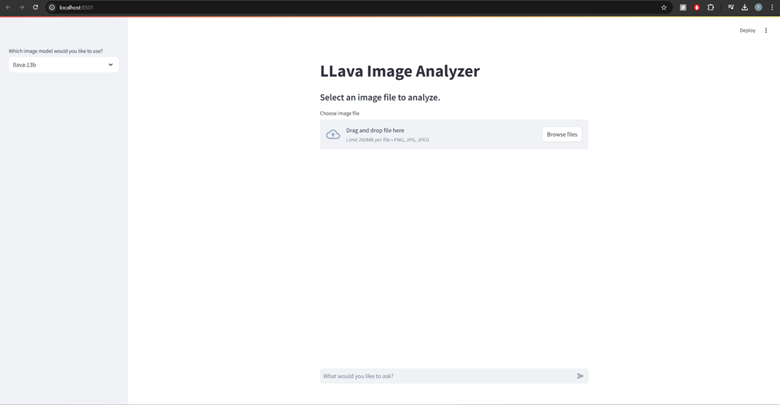 localhost:8501
Deploy
Which image model would you like to use?
llava:13b
LLava Image Analyzer
Select an image file to analyze.
Choose image file
Drag and drop file here
Limit 200MB per file • PNG, JPG, JPEG
Browse files
What would you like to ask?